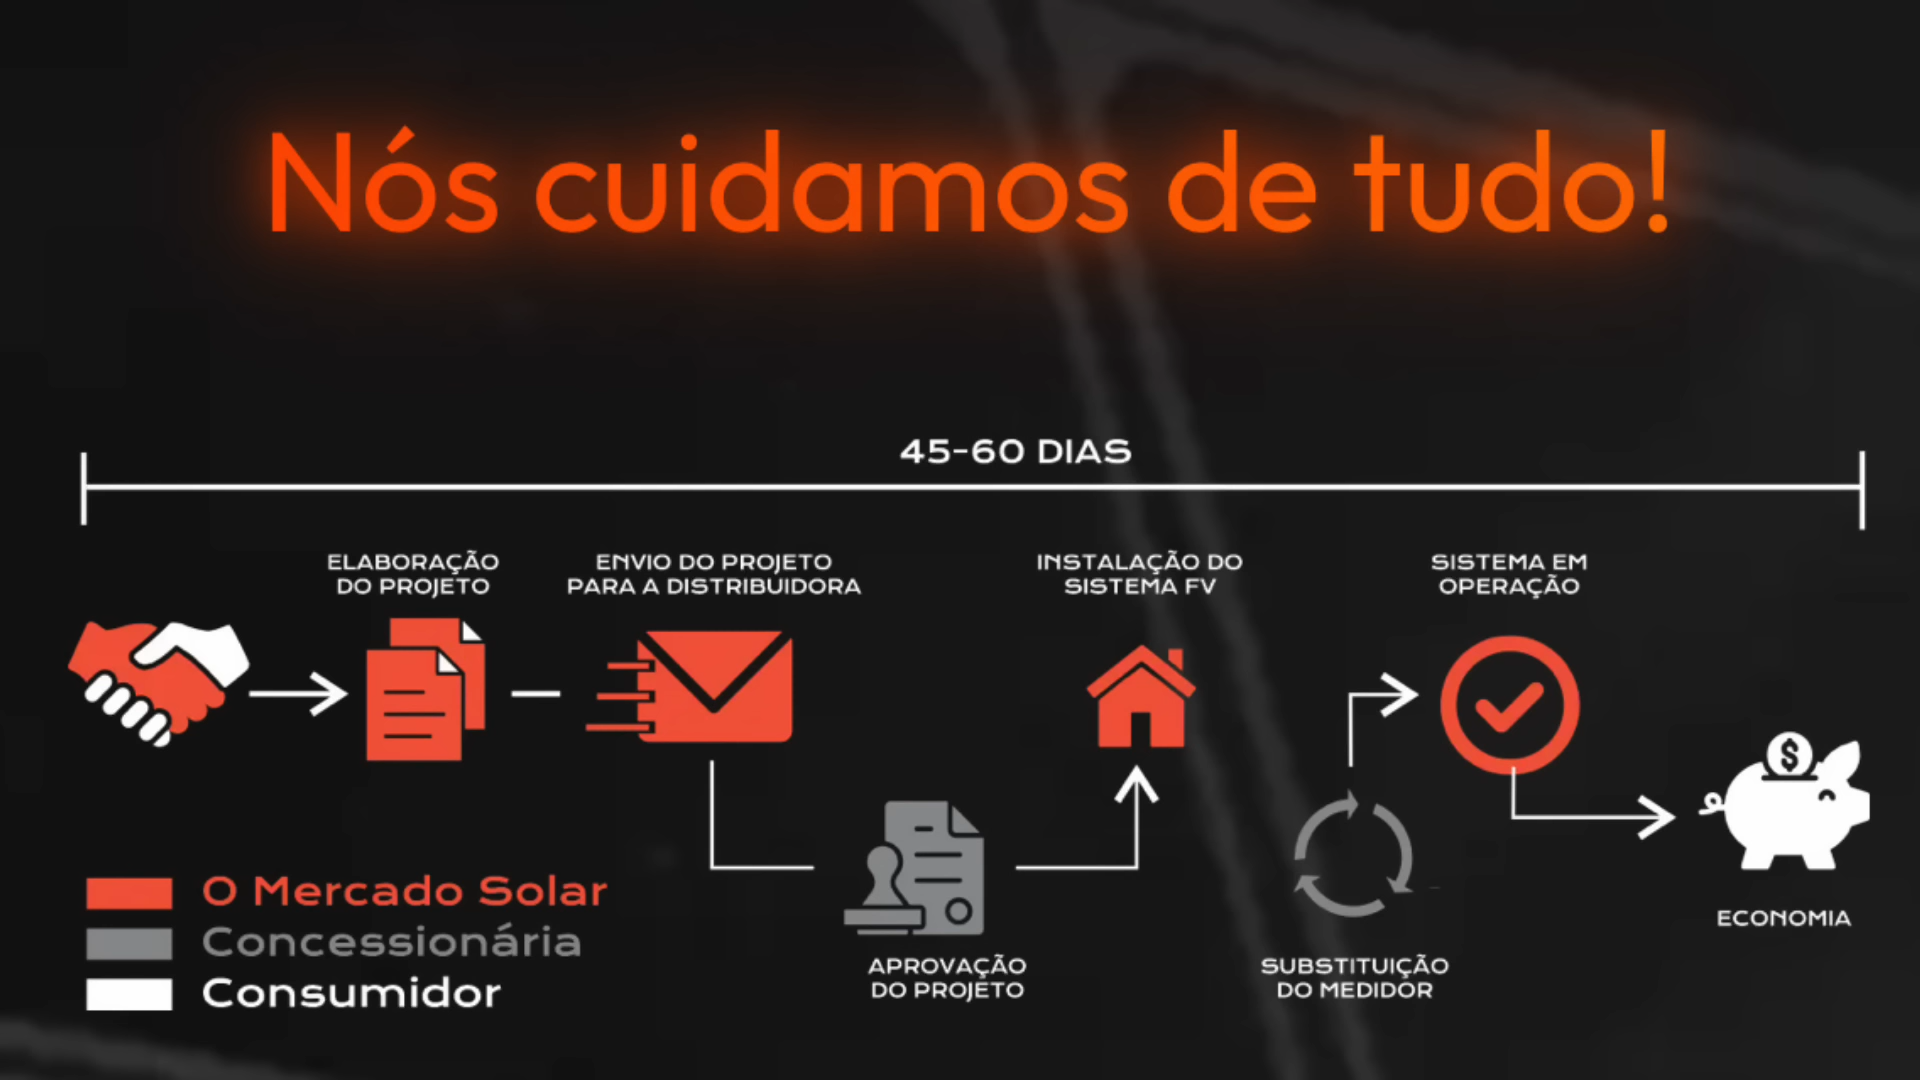 Nós cuidamos de tudo!
45-60 DIAS
ELABORAÇÃO
DO PROJETO
ENVIO DO PROJETO
PARA A DISTRIBUIDORA
INSTALAÇÃO DO
SISTEMA FV
SISTEMA EM
OPERAÇÃO
$
ECONOMIA
APROVAÇÃO
DO PROJETO
SUBSTITUIÇÃO
DO MEDIDOR
O Mercado Solar
Concessionária
Consumidor